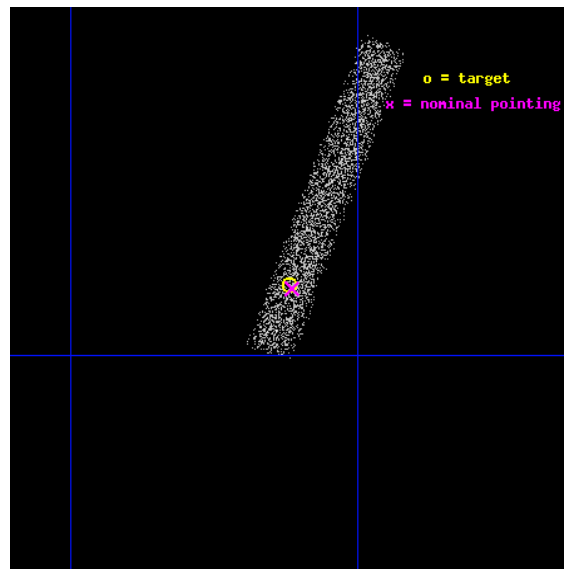 o = target
x = nominal pointing